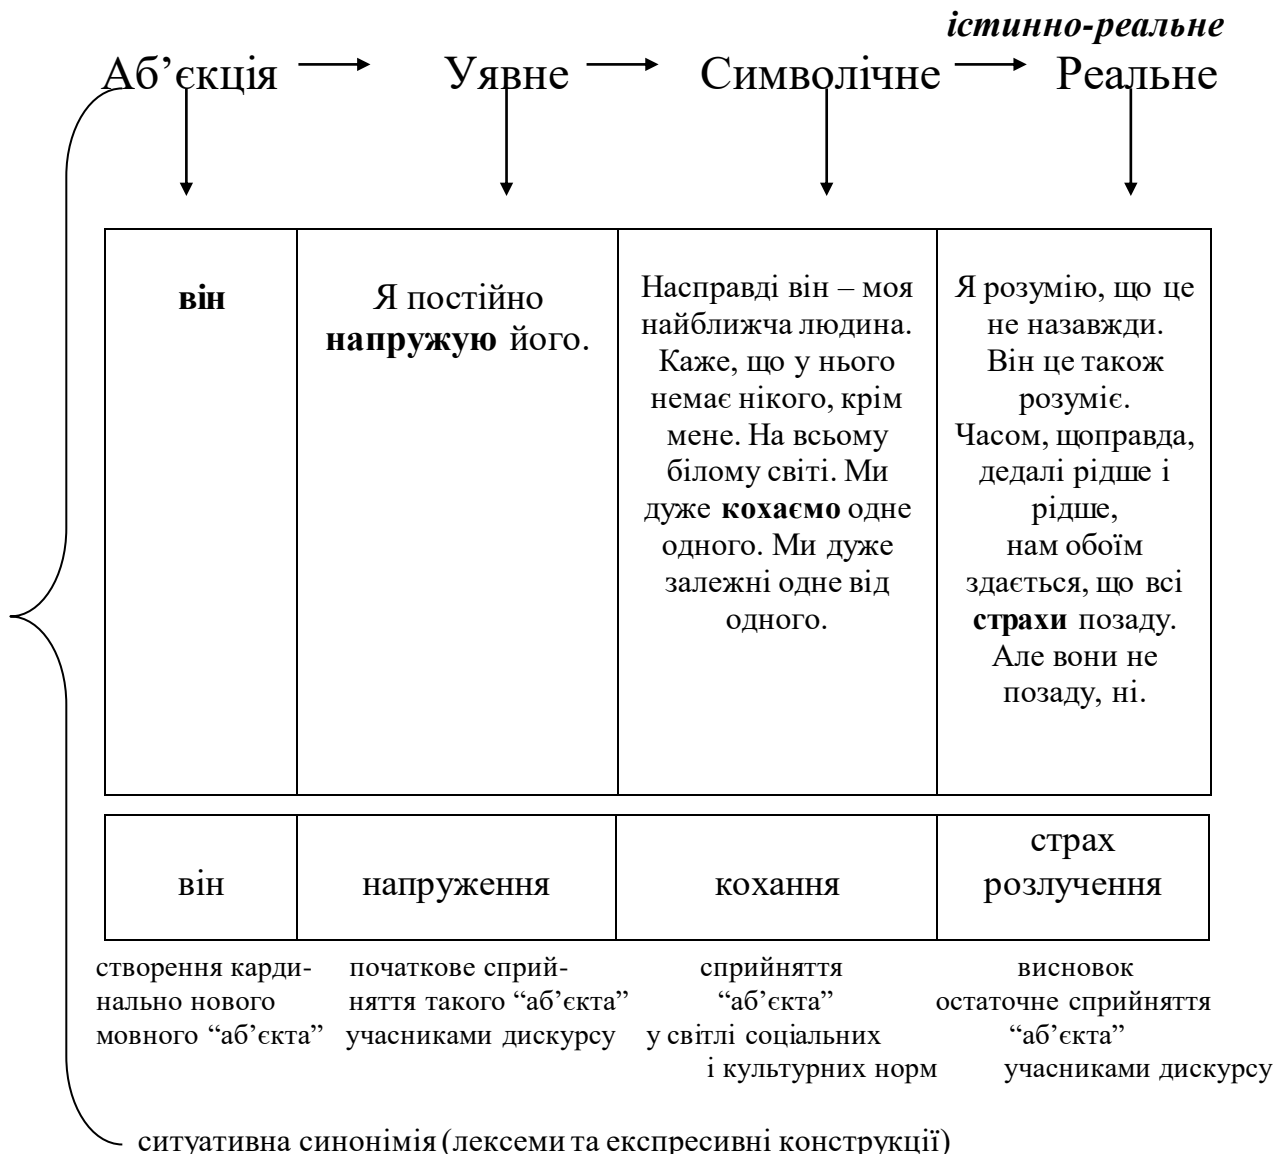 істинно-реальне
Аб’єкція Уявне Символічне Реальне
він
Я постійно
напружую його.
Насправді він – моя
найближча людина.
Каже, що у нього
немає нікого, крім
мене. На всьому
білому світі. Ми
дуже кохаємо одне
одного. Ми дуже
залежні одне від
одного.
Я розумію, що це
не назавжди.
Він це також
розуміє.
Часом, щоправда,
дедалі рідше і
рідше,
нам обоїм
здається, що всі
страхи позаду.
Але вони не
позаду, ні.
він
напруження
кохання
страх
розлучення
створення карди-
нально нового
мовного “аб’єкта”
початкове сприй-
няття такого “аб’єкта”
учасниками дискурсу
сприйняття
“аб’єкта”
у світлі соціальних
і культурних норм
висновок
остаточне сприйняття
“аб’єкта”
учасниками дискурсу
ситуативна синонімія (лексеми та експресивні конструкції)